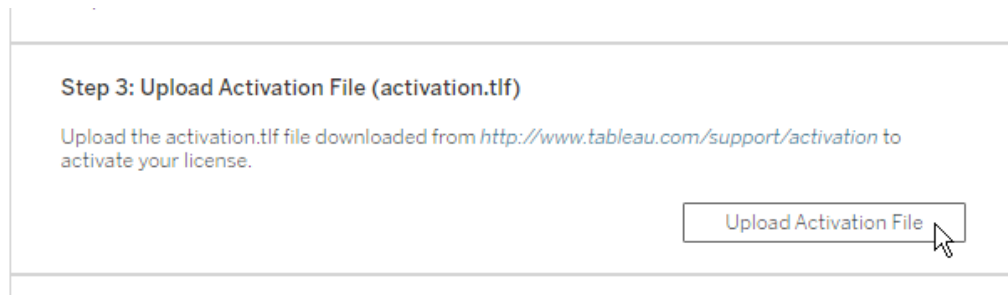 Step 3: Upload Activation File (activation.tlf)
Upload the activation.tlf file downloaded from http://www.tableau.com/support/activation to
activate your license.
Upload Activation File